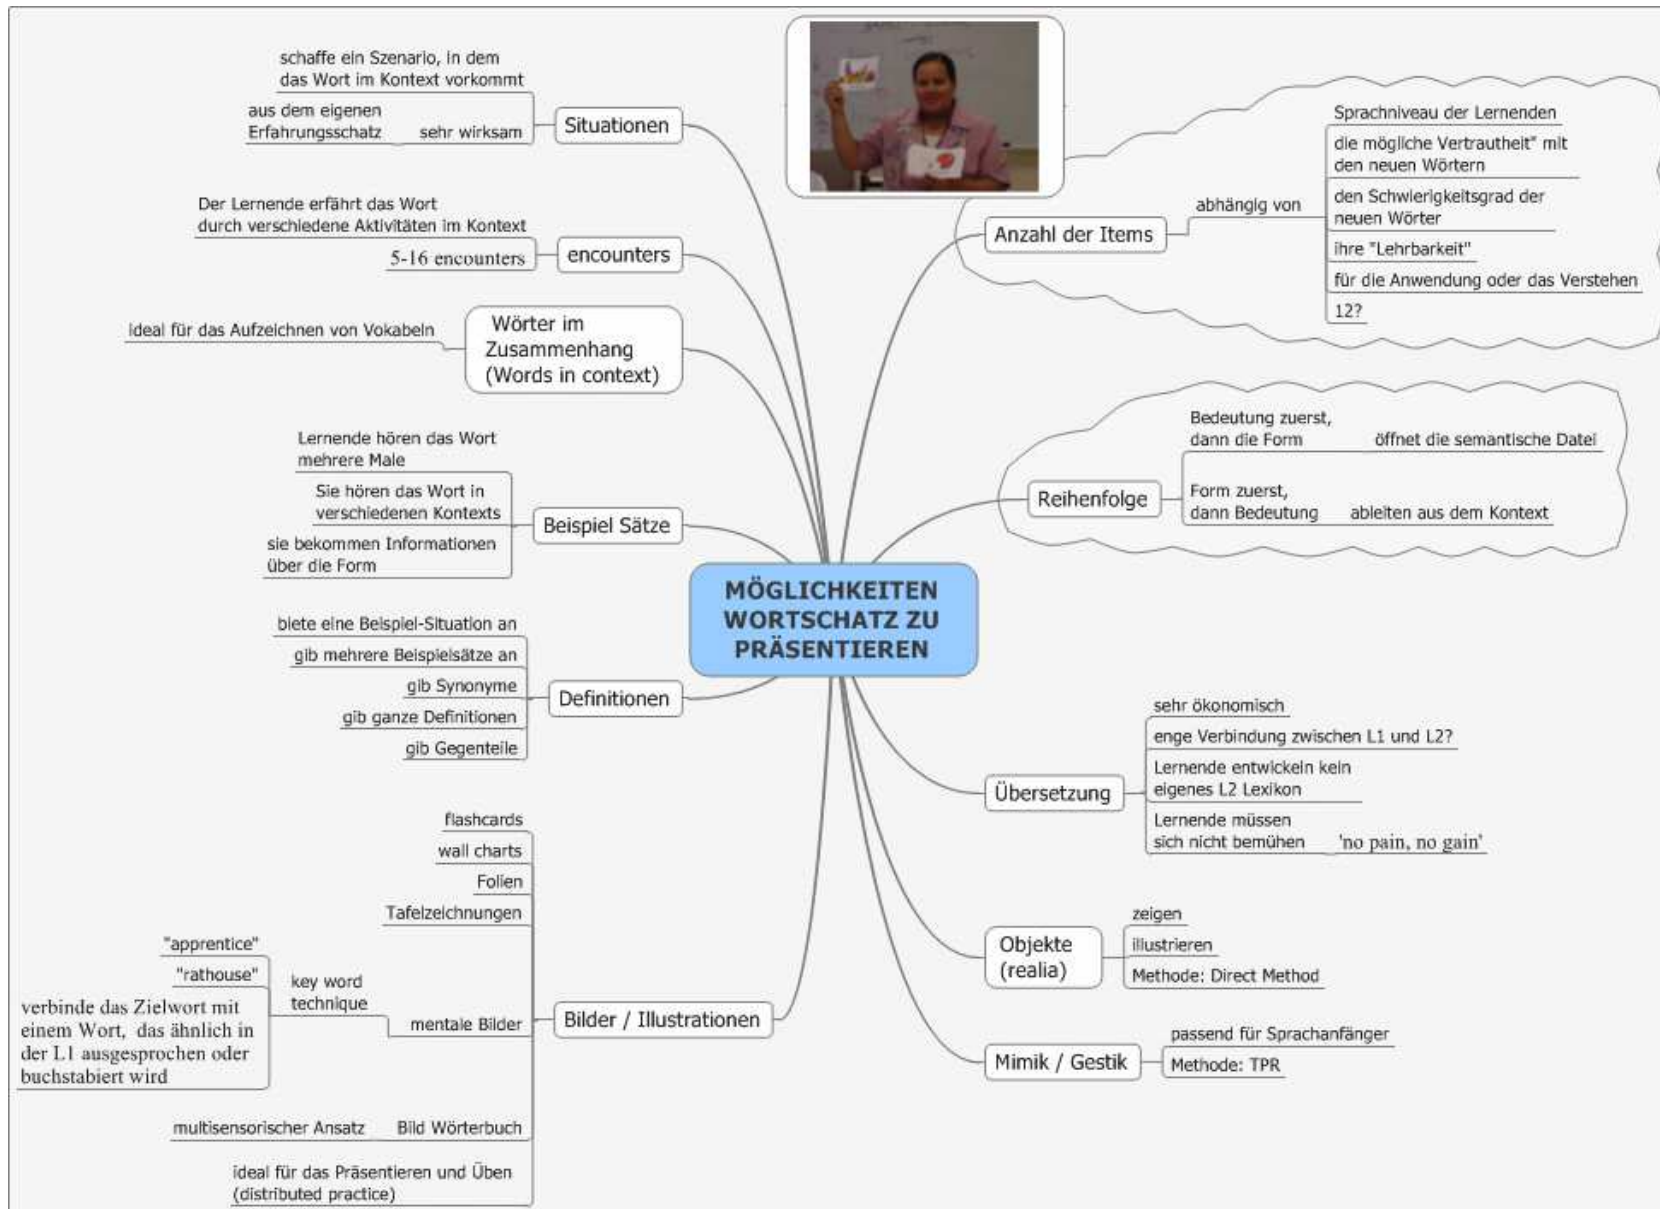 schaffe ein Szenario, in dem
das Wort im Kontext vorkommt
aus dem eigenen
Erfahrungsschatz
sehr wirksam
Situationen
Der Lernende erfährt das Wort
durch verschiedene Aktivitäten im Kontext
5-16 encounters
encounters
ideal für das Aufzeichnen von Vokabeln
Wörter im
Zusammenhang
(Words in context)
Lernende hören das Wort
mehrere Male
Sie hören das Wort in
verschiedenen Kontexts
sie bekommen Informationen
über die Form
Beispiel Sätze
biete eine Beispiel-Situation an
gib mehrere Beispielsätze an
gib Synonyme
gib ganze Definitionen
gib Gegenteile
Definitionen
flashcards
wall charts
Folien
Tafelzeichnungen
"apprentice"
"rathouse"
verbinde das Zielwort mit
einem Wort, das ähnlich in
der L1 ausgesprochen oder
buchstabiert wird
key word
technique
mentale Bilder
multisensorischer Ansatz
Bild Wörterbuch
ideal für das Präsentieren und Üben
(distributed practice)
Bilder / Illustrationen
MÖGLICHKEITEN
WORTSCHATZ ZU
PRÄSENTIEREN
Anzahl der Items
abhängig von
Sprachniveau der Lernenden
die mögliche Vertrautheit" mit
den neuen Wörtern
den Schwierigkeitsgrad der
neuen Wörter
ihre "Lehrbarkeit"
für die Anwendung oder das Verstehen
12?
Reihenfolge
Bedeutung zuerst,
dann die Form
öffnet die semantische Datei
Form zuerst,
dann Bedeutung
ableiten aus dem Kontext
Übersetzung
sehr ökonomisch
enge Verbindung zwischen L1 und L2?
Lernende entwickeln kein
eigenes L2 Lexikon
Lernende müssen
sich nicht bemühen
'no pain, no gain'
Objekte
(realia)
zeigen
illustrieren
Methode: Direct Method
Mimik / Gestik
passend für Sprachanfänger
Methode: TPR